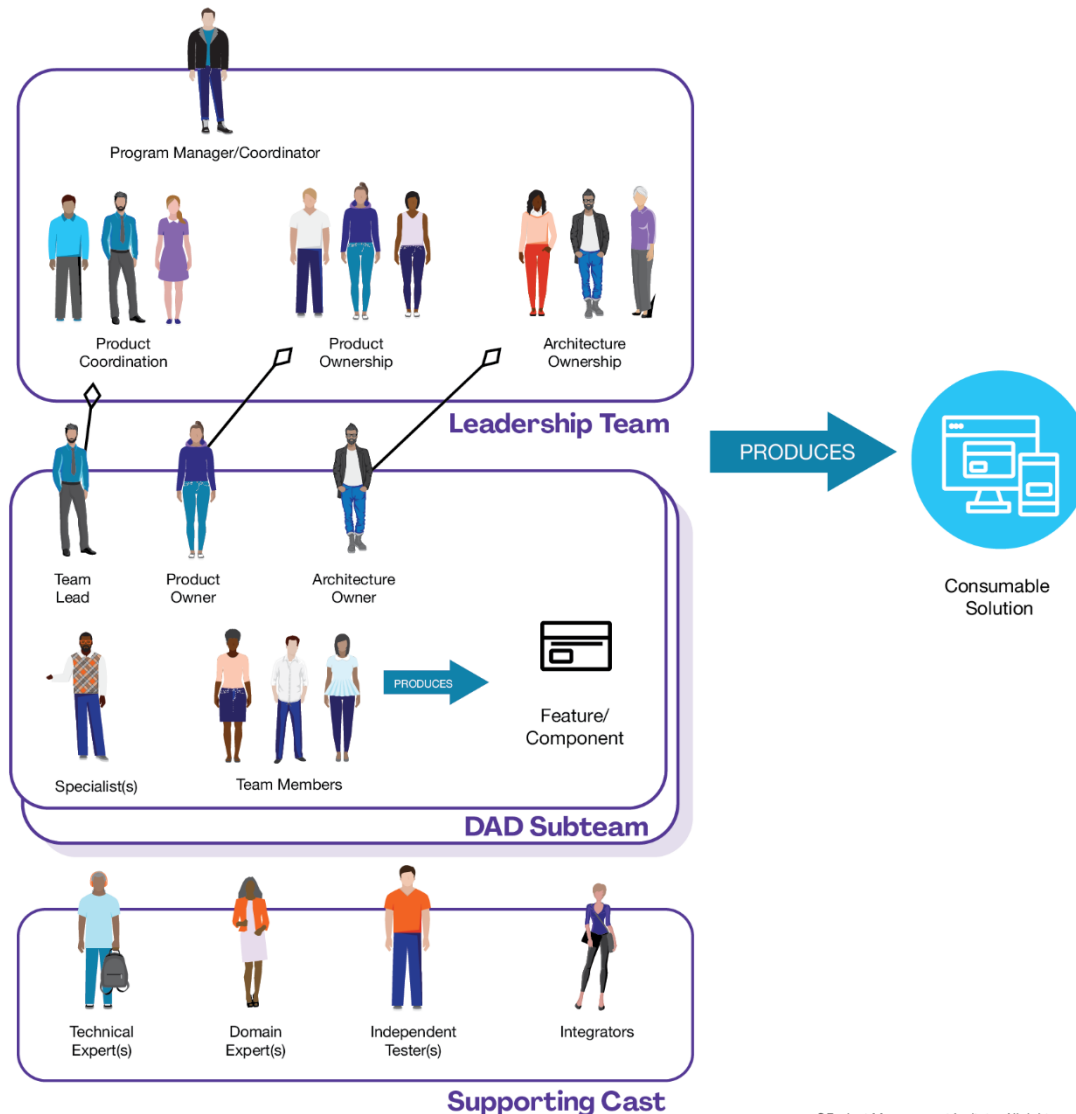 Program Manager/Coordinator
Product
Coordination
Product
Ownership
Architecture
Ownership
Leadership Team
PRODUCES
Consumable
Solution
Team
Lead
Product
Owner
Architecture
Owner
PRODUCES
Feature/
Component
Specialist(s)
Team Members
DAD Subteam
Technical
Expert(s)
Domain
Expert(s)
Independent
Tester(s)
Integrators
Supporting Cast